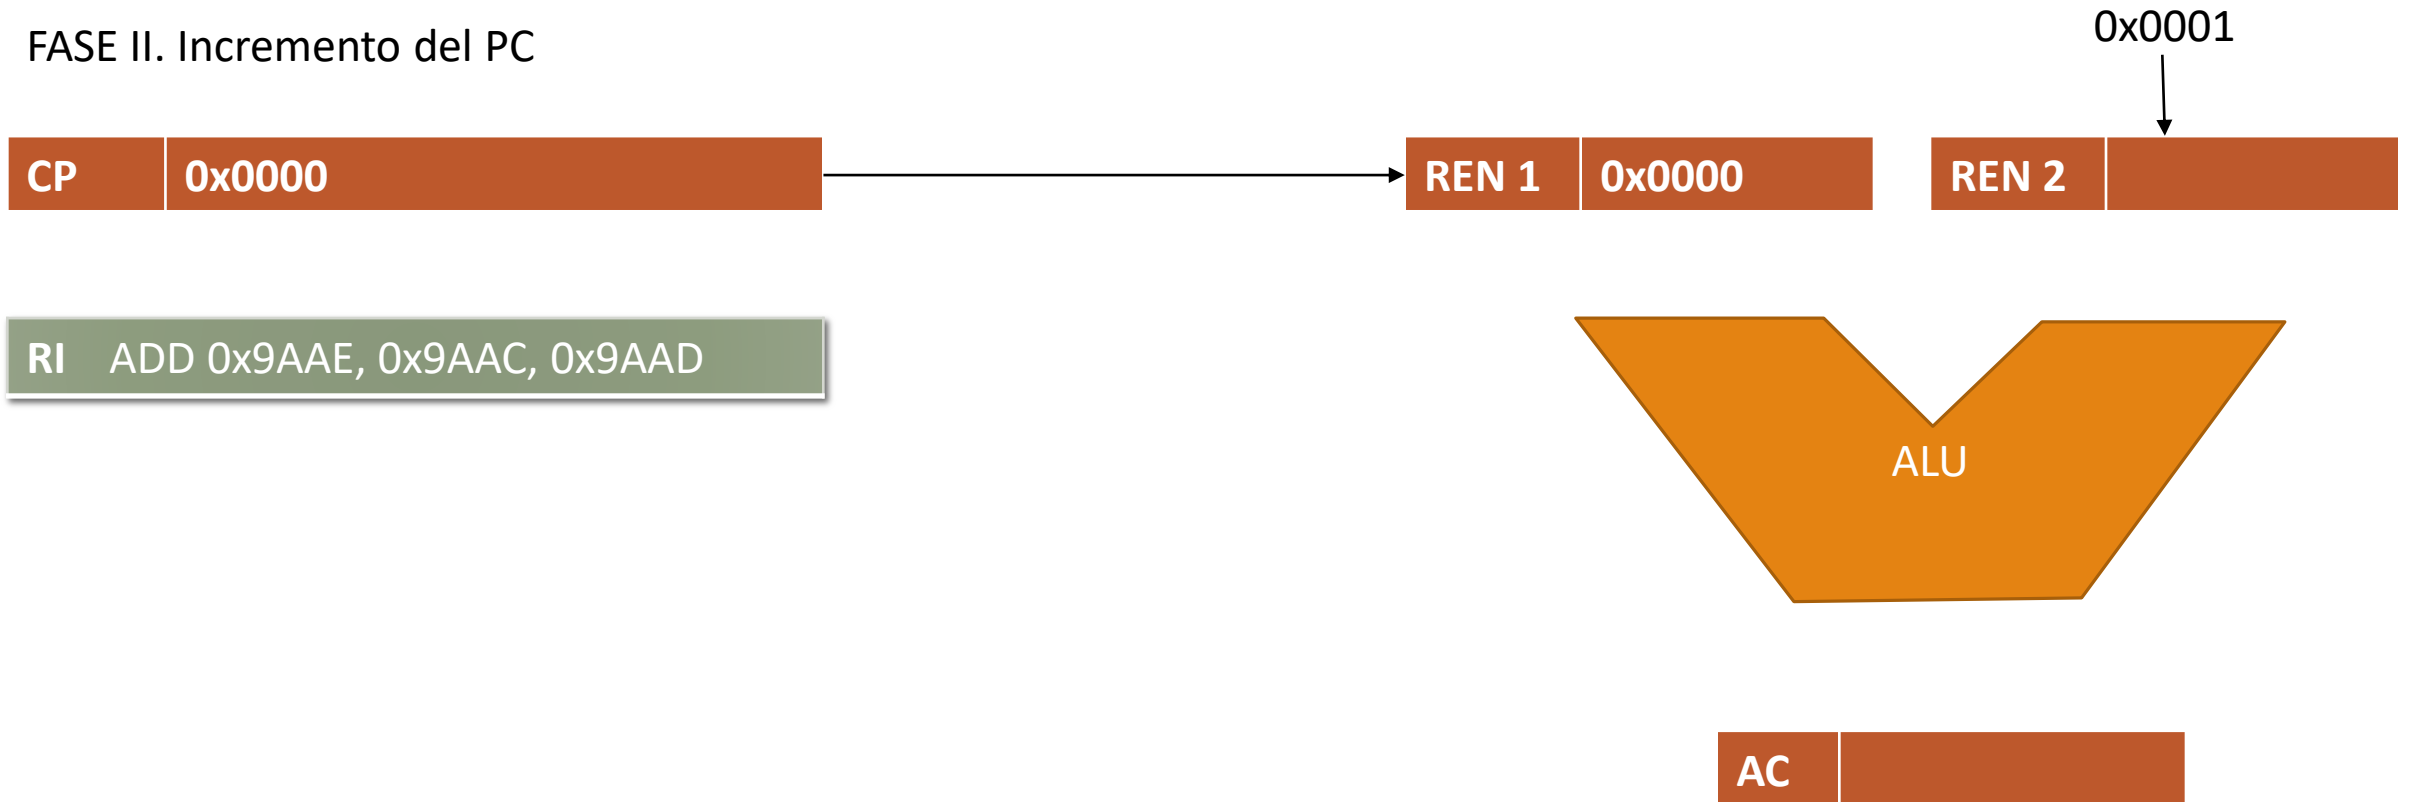 FASE II. Incremento del PC
0x0001
CP 0x0000
REN 1 0x0000
REN 2
RI ADD 0x9AAE, 0x9AAC, 0x9AAD
ALU
AC